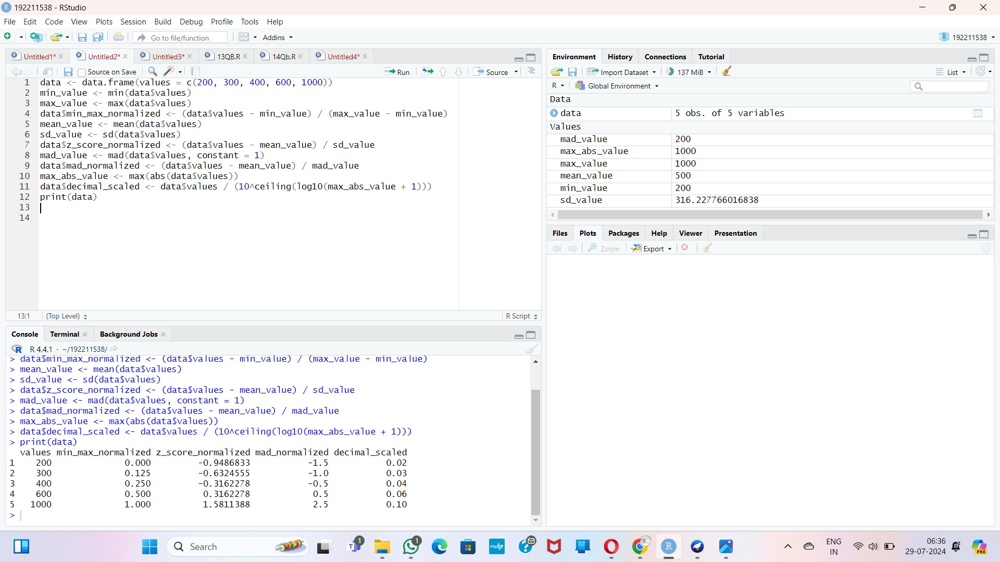 192211538 - RStudio
File Edit Code View Plots Session Build Debug Profile Tools Help
Go to file/function Addins 192211538
Untitled1* Untitled2* Untitled3* 13QB.R 14Qb.R Untitled4*
Source on Save Run Source
1 data <- data.frame(values = c(200, 300, 400, 600, 1000))
2 min_value <- min(data$values)
3 max_value <- max(data$values)
4 data$min_max_normalized <- (data$values - min_value) / (max_value - min_value)
5 mean_value <- mean(data$values)
6 sd_value <- sd(data$values)
7 data$z_score_normalized <- (data$values - mean_value) / sd_value
8 mad_value <- mad(data$values, constant = 1)
9 data$mad_normalized <- (data$values - mean_value) / mad_value
10 max_abs_value <- max(abs(data$values))
11 data$decimal_scaled <- data$values / (10^ceiling(log10(max_abs_value + 1)))
12 print(data)
13
14
13:1 (Top Level) R Script
Console Terminal Background Jobs
R 4.4.1 · ~/192211538/
> data$min_max_normalized <- (data$values - min_value) / (max_value - min_value)
> mean_value <- mean(data$values)
> sd_value <- sd(data$values)
> data$z_score_normalized <- (data$values - mean_value) / sd_value
> mad_value <- mad(data$values, constant = 1)
> data$mad_normalized <- (data$values - mean_value) / mad_value
> max_abs_value <- max(abs(data$values))
> data$decimal_scaled <- data$values / (10^ceiling(log10(max_abs_value + 1)))
> print(data)
values min_max_normalized z_score_normalized mad_normalized decimal_scaled
1 200 0.000 -0.9486833 -1.5 0.02
2 300 0.125 -0.6324555 -1.0 0.03
3 400 0.250 -0.3162278 -0.5 0.04
4 600 0.500 0.3162278 0.5 0.06
5 1000 1.000 1.5811388 2.5 0.10
>
Environment History Connections Tutorial
Import Dataset 137 MiB List
R Global Environment
Data
data 5 obs. of 5 variables
Values
mad_value 200
max_abs_value 1000
max_value 1000
mean_value 500
min_value 200
sd_value 316.227766016838
Files Plots Packages Help Viewer Presentation
Zoom Export
Search 1 1 myhp R PRE
ENG
IN
06:36
29-07-2024